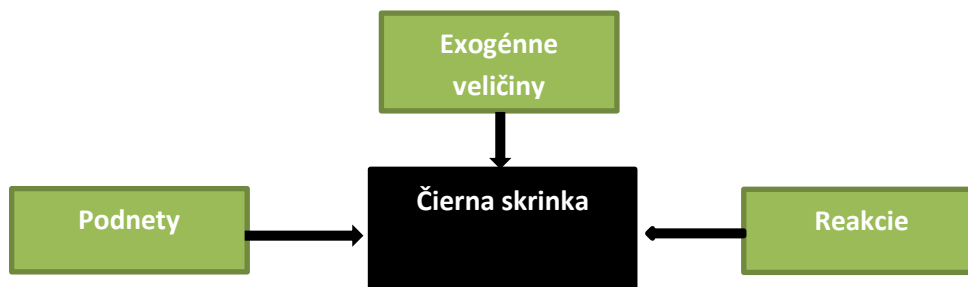 Exogénne
veličiny
Čierna skrinka
Podnety
Reakcie